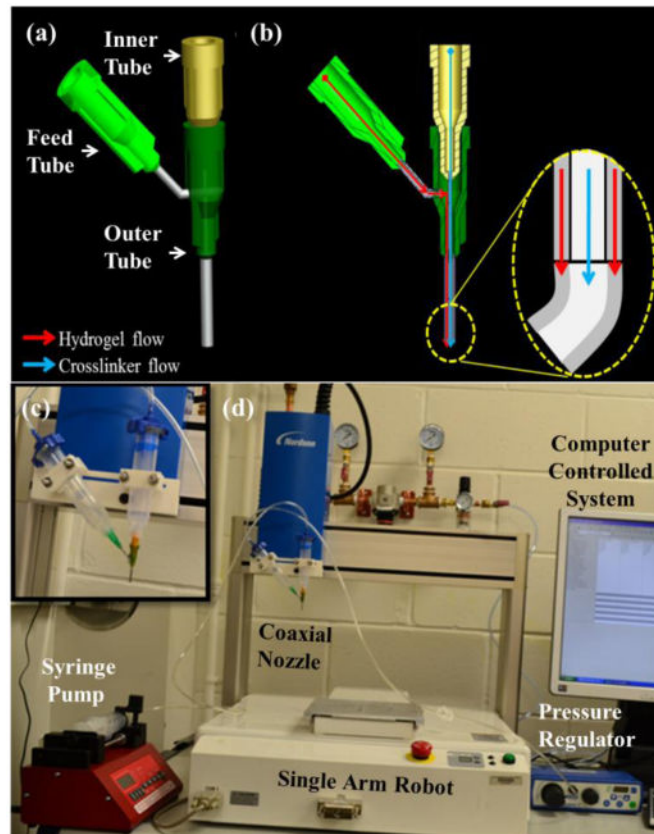 (a)
Inner
Tube
Feed
Tube
Outer
Tube
Hydrogel flow
Crosslinker flow
(b)
(c)
(d)
Nordson
Computer
Controlled
System
Coaxial
Nozzle
Syringe
Pump
Pressure
Regulator
Single Arm Robot